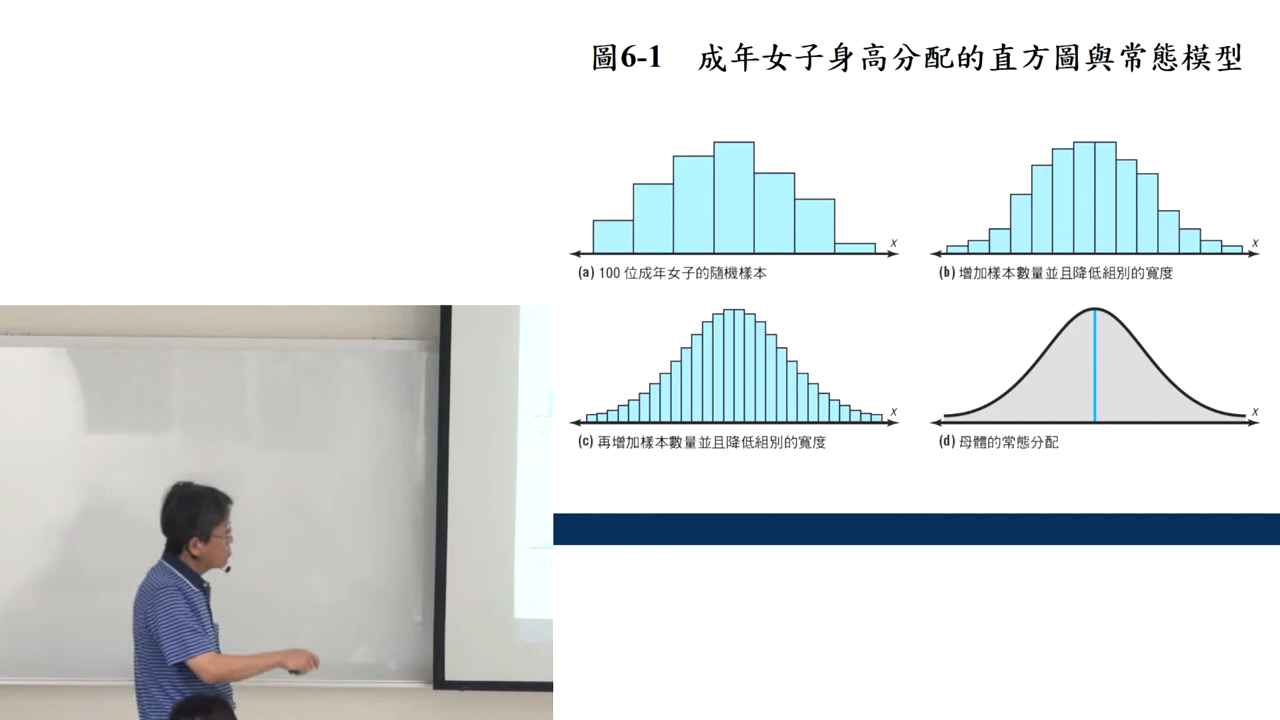 圖6-1 成年女子身高分配的直方圖與常態模型
x
x
(a) 100 位成年女子的隨機樣本
(b) 增加樣本數量並且降低組別的寬度
x
x
(c) 再增加樣本數量並且降低組別的寬度
(d) 母體的常態分配